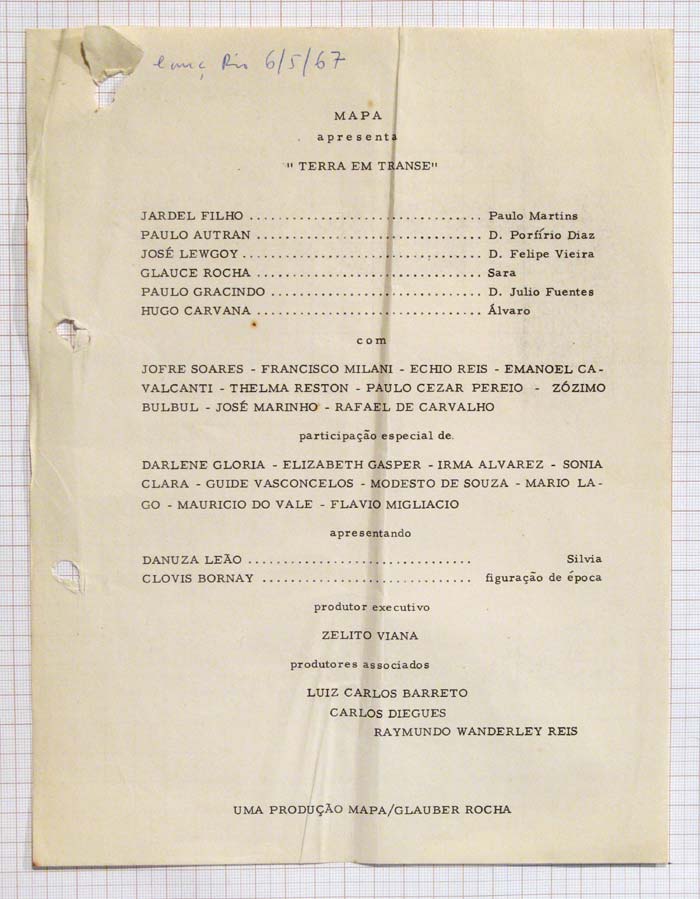 lanç Rio 6/5/67
MAPA
apresenta
" TERRA EM TRANSE"
JARDEL FILHO ................................ Paulo Martins
PAULO AUTRAN ............................... D. Porfírio Diaz
JOSÉ LEWGOY ................................. D. Felipe Vieira
GLAUCE ROCHA ............................... Sara
PAULO GRACINDO ............................. D. Julio Fuentes
HUGO CARVANA ............................... Álvaro
com
JOFRE SOARES - FRANCISCO MILANI - ECHIO REIS - EMANOEL CA-
VALCANTI - THELMA RESTON - PAULO CEZAR PEREIO - ZÓZIMO
BULBUL - JOSÉ MARINHO - RAFAEL DE CARVALHO
participação especial de
DARLENE GLORIA - ELIZABETH GASPER - IRMA ALVAREZ - SONIA
CLARA - GUIDE VASCONCELOS - MODESTO DE SOUZA - MARIO LA-
GO - MAURICIO DO VALE - FLAVIO MIGLIACIO
apresentando
DANUZA LEÃO ............................... Silvia
CLOVIS BORNAY ............................. figuração de época
produtor executivo
ZELITO VIANA
produtores associados
LUIZ CARLOS BARRETO
CARLOS DIEGUES
RAYMUNDO WANDERLEY REIS
UMA PRODUÇÃO MAPA/GLAUBER ROCHA